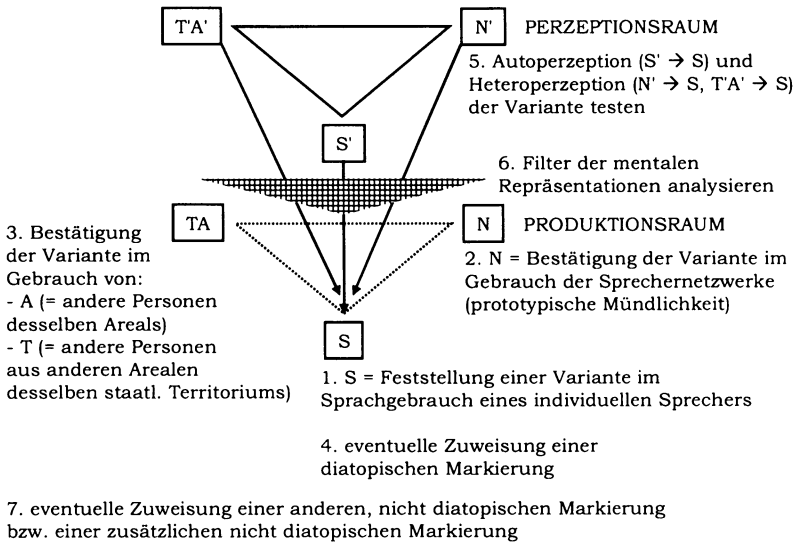 T'A'
N'
PERZEPTIONSRAUM
5. Autoperzeption (S' → S) und
Heteroperzeption (N' → S, T'A' → S)
der Variante testen
S'
6. Filter der mentalen
Repräsentationen analysieren
TA
N
PRODUKTIONSRAUM
3. Bestätigung
der Variante im
Gebrauch von:
- A (= andere Personen
desselben Areals)
- T (= andere Personen
aus anderen Arealen
desselben staatl. Territoriums)
2. N = Bestätigung der Variante im
Gebrauch der Sprechernetzwerke
(prototypische Mündlichkeit)
S
1. S = Feststellung einer Variante im
Sprachgebrauch eines individuellen Sprechers
4. eventuelle Zuweisung einer
diatopischen Markierung
7. eventuelle Zuweisung einer anderen, nicht diatopischen Markierung
bzw. einer zusätzlichen nicht diatopischen Markierung